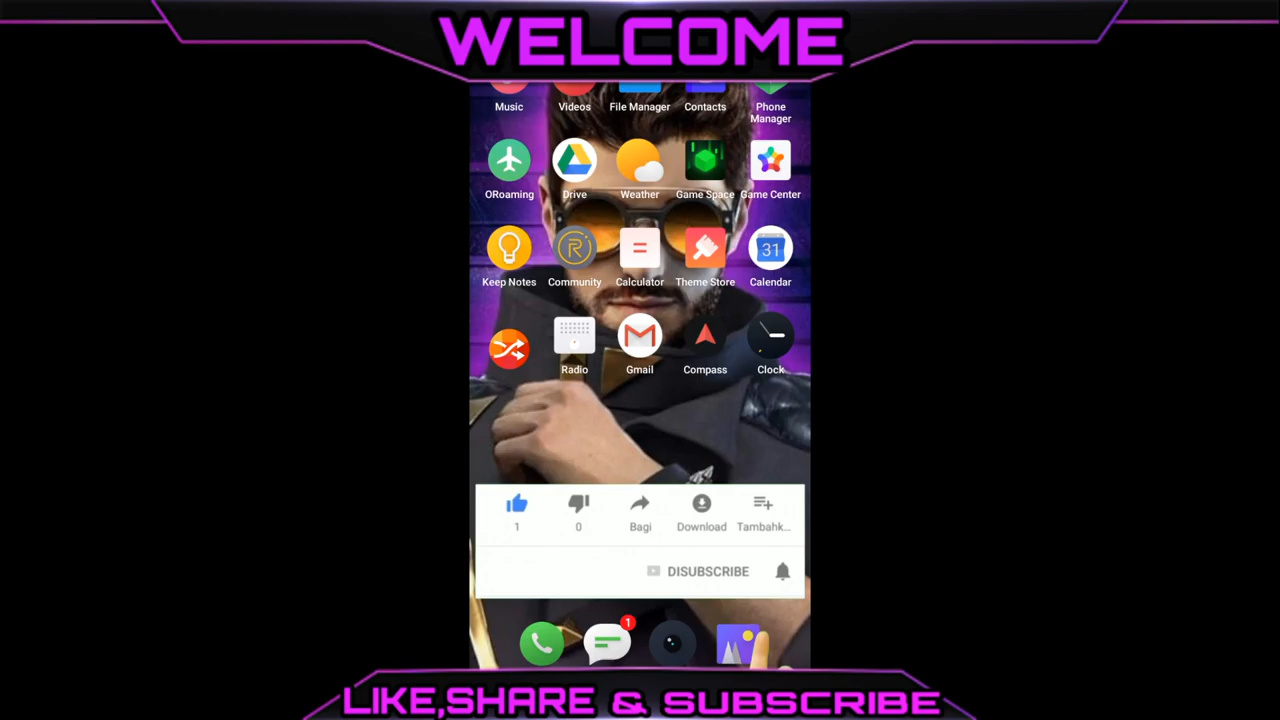 WELCOME
Music Videos File Manager Contacts Phone Manager
ORoaming Drive Weather Game Space Game Center
31
Keep Notes Community Calculator Theme Store Calendar
Radio Gmail Compass Clock
1 0 Bagi Download Tambahk...
DISUBSCRIBE
1
LIKE,SHARE & SUBSCRIBE